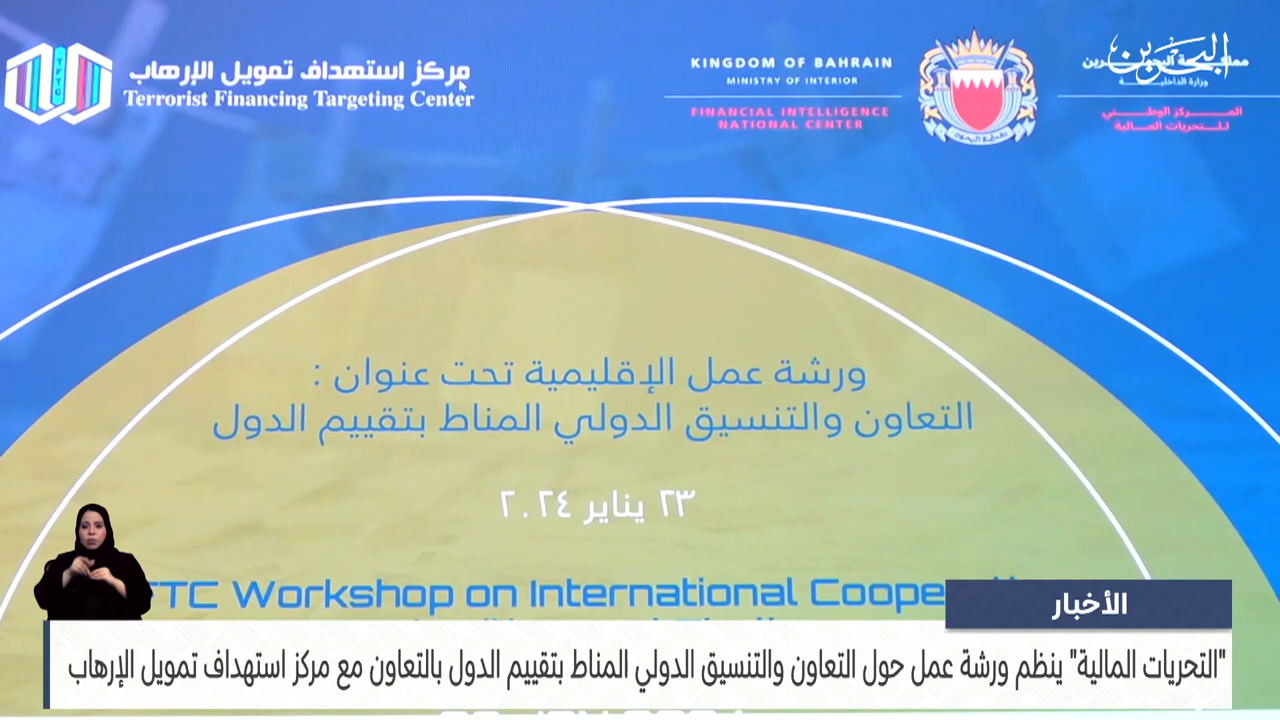 مركز استهداف تمويل الإرهاب
Terrorist Financing Targeting Center
TFTC
KINGDOM OF BAHRAIN
MINISTRY OF INTERIOR
FINANCIAL INTELLIGENCE
NATIONAL CENTER
البحرين
وزارة الداخلية
المركز الوطني
للتحريات المالية
ورشة عمل الإقليمية تحت عنوان :
التعاون والتنسيق الدولي المناط بتقييم الدول
٢٣ يناير ٢٠٢٤
Workshop on International
الأخبار
"التحريات المالية" ينظم ورشة عمل حول التعاون والتنسيق الدولي المناط بتقييم الدول بالتعاون مع مركز استهداف تمويل الإرهاب